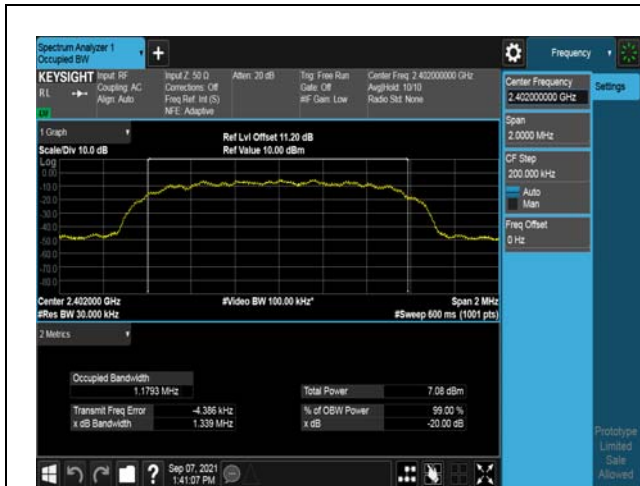 Spectrum Analyzer 1
Occupied BW
+
Frequency
KEYSIGHT Input: RF
RL
Coupling: AC
Align: Auto
Input Z: 50 Ω
Corrections: Off
Freq Ref: Int (S)
NFE: Adaptive
Atten: 20 dB
Trig: Free Run
Gate: Off
#IF Gain: Low
Center Freq: 2.402000000 GHz
Avg|Hold: 10/10
Radio Std: None
Center Frequency
2.402000000 GHz
Settings
Span
2.0000 MHz
CF Step
200.000 kHz
Auto
Man
Freq Offset
0 Hz
1 Graph
Scale/Div 10.0 dB
Ref Lvl Offset 11.20 dB
Ref Value 10.00 dBm
Log
0.00
-10.0
-20.0
-30.0
-40.0
-50.0
-60.0
-70.0
-80.0
Center 2.402000 GHz
#Res BW 30.000 kHz
#Video BW 100.00 kHz*
Span 2 MHz
#Sweep 600 ms (1001 pts)
2 Metrics
Occupied Bandwidth
1.1793 MHz
Total Power 7.08 dBm
Transmit Freq Error -4.386 kHz
% of OBW Power 99.00 %
x dB Bandwidth 1.339 MHz
x dB -20.00 dB
Sep 07, 2021
1:41:07 PM
?
Prototype
Limited
Sale
Allowed